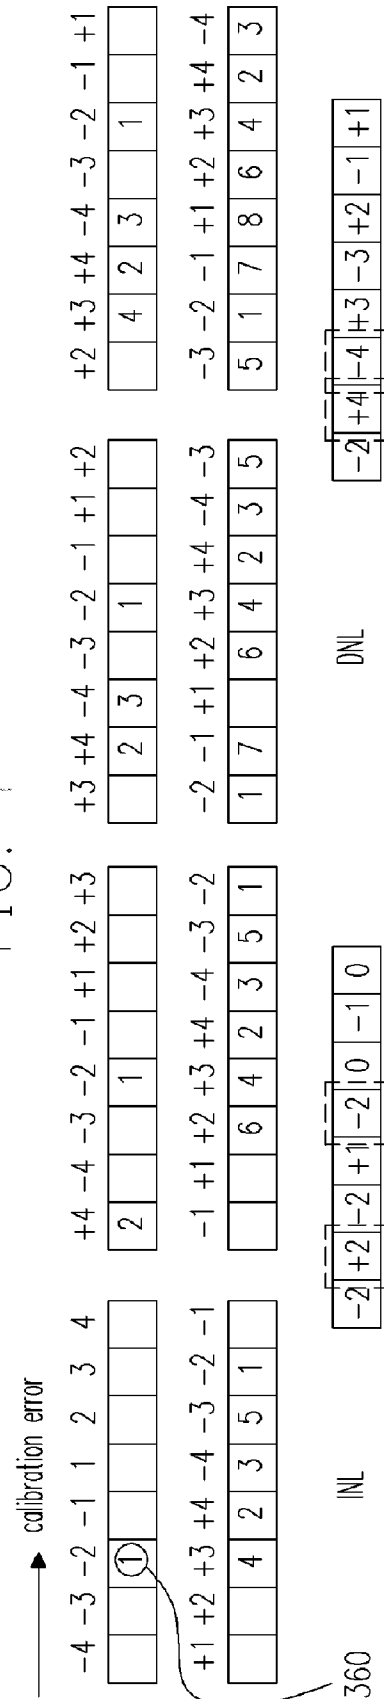 calibration error
-4 -3 -2 -1 1 2 3 4 +4 -4 -3 -2 -1 +1 +2 +3 +3 +4 -4 -3 -2 -1 +1 +2 +2 +3 +4 -4 -3 -2 -1 +1
1 2 1 2 3 1 4 2 3 1
+1 +2 +3 +4 -4 -3 -2 -1 -1 +1 +2 +3 +4 -4 -3 -2 -2 -1 +1 +2 +3 +4 -4 -3 -3 -2 -1 +1 +2 +3 +4 -4
4 2 3 5 1 6 4 2 3 5 1 1 7 6 4 2 3 5 5 1 7 8 6 4 2 3
360 INL -2 +2 -2 +1 -2 0 -1 0 DNL -2 +4 -4 +3 -3 +2 -1 +1